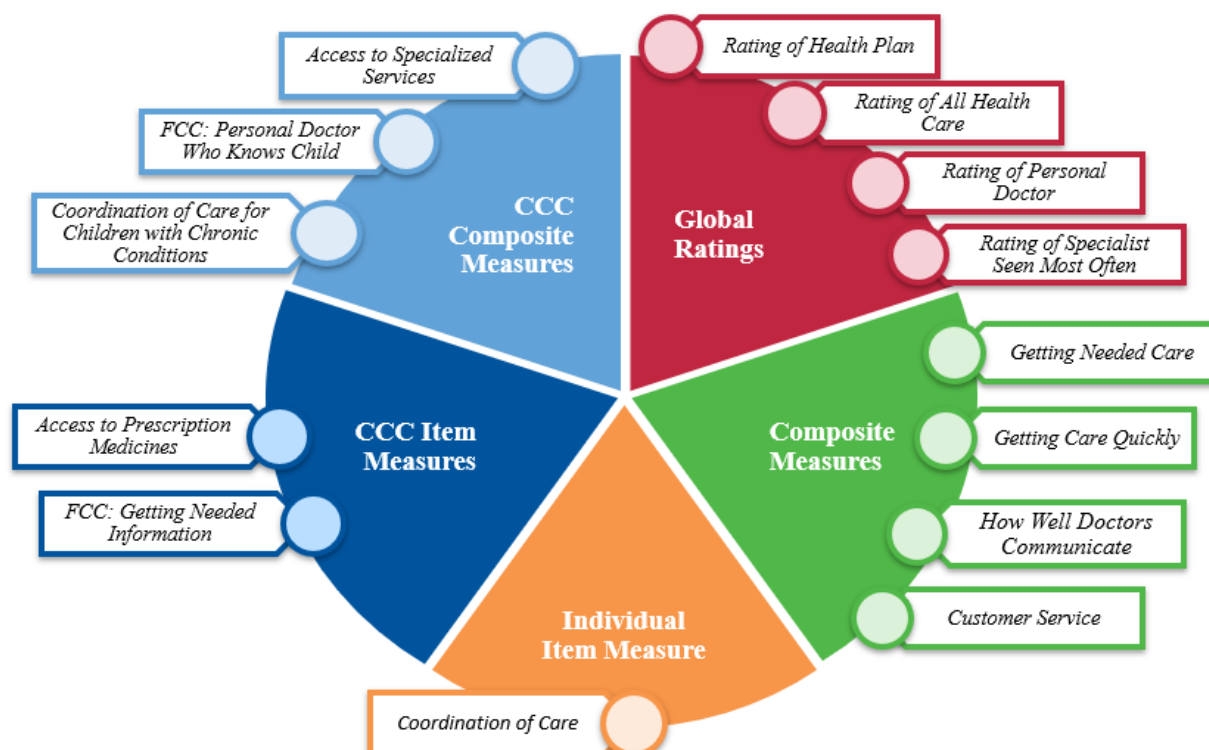 Rating of Health Plan
Rating of All Health
Care
Rating of Personal
Doctor
Rating of Specialist
Seen Most Often
Global
Ratings
Getting Needed Care
Getting Care Quickly
How Well Doctors
Communicate
Customer Service
Composite
Measures
Individual
Item Measure
Coordination of Care
CCC Item
Measures
Access to Prescription
Medicines
FCC: Getting Needed
Information
CCC
Composite
Measures
Access to Specialized
Services
FCC: Personal Doctor
Who Knows Child
Coordination of Care for
Children with Chronic
Conditions